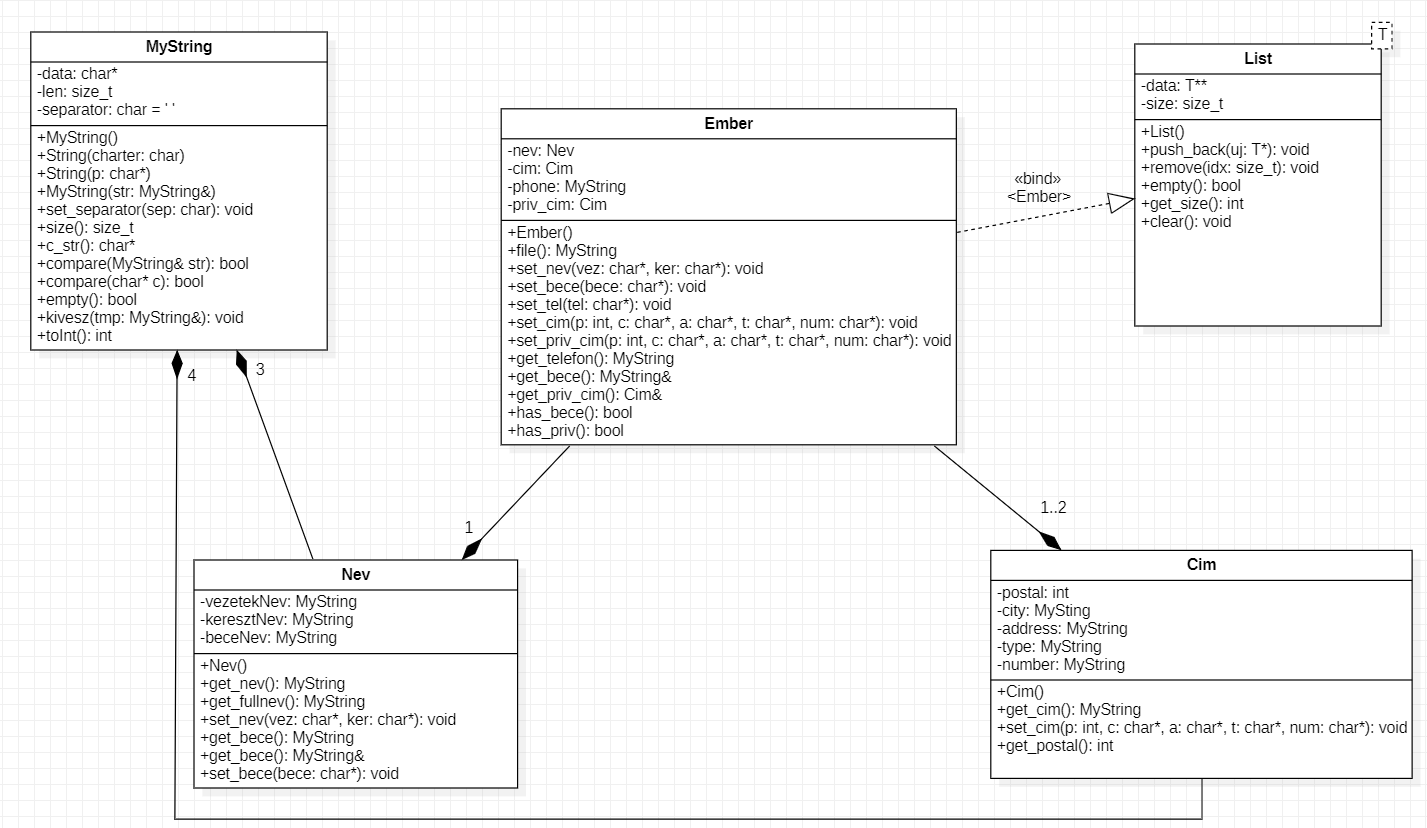 MyString
-data: char*
-len: size_t
-separator: char = ' '
+MyString()
+String(charter: char)
+String(p: char*)
+MyString(str: MyString&)
+set_separator(sep: char): void
+size(): size_t
+c_str(): char*
+compare(MyString& str): bool
+compare(char* c): bool
+empty(): bool
+kivesz(tmp: MyString&): void
+toInt(): int
4
3
Ember
-nev: Nev
-cim: Cim
-phone: MyString
-priv_cim: Cim
+Ember()
+file(): MyString
+set_nev(vez: char*, ker: char*): void
+set_bece(bece: char*): void
+set_tel(tel: char*): void
+set_cim(p: int, c: char*, a: char*, t: char*, num: char*): void
+set_priv_cim(p: int, c: char*, a: char*, t: char*, num: char*): void
+get_telefon(): MyString
+get_bece(): MyString&
+get_priv_cim(): Cim&
+has_bece(): bool
+has_priv(): bool
«bind»
<Ember>
T
List
-data: T**
-size: size_t
+List()
+push_back(uj: T*): void
+remove(idx: size_t): void
+empty(): bool
+get_size(): int
+clear(): void
1
1..2
Nev
-vezetekNev: MyString
-keresztNev: MyString
-beceNev: MyString
+Nev()
+get_nev(): MyString
+get_fullnev(): MyString
+set_nev(vez: char*, ker: char*): void
+get_bece(): MyString
+get_bece(): MyString&
+set_bece(bece: char*): void
Cim
-postal: int
-city: MySting
-address: MyString
-type: MyString
-number: MyString
+Cim()
+get_cim(): MyString
+set_cim(p: int, c: char*, a: char*, t: char*, num: char*): void
+get_postal(): int